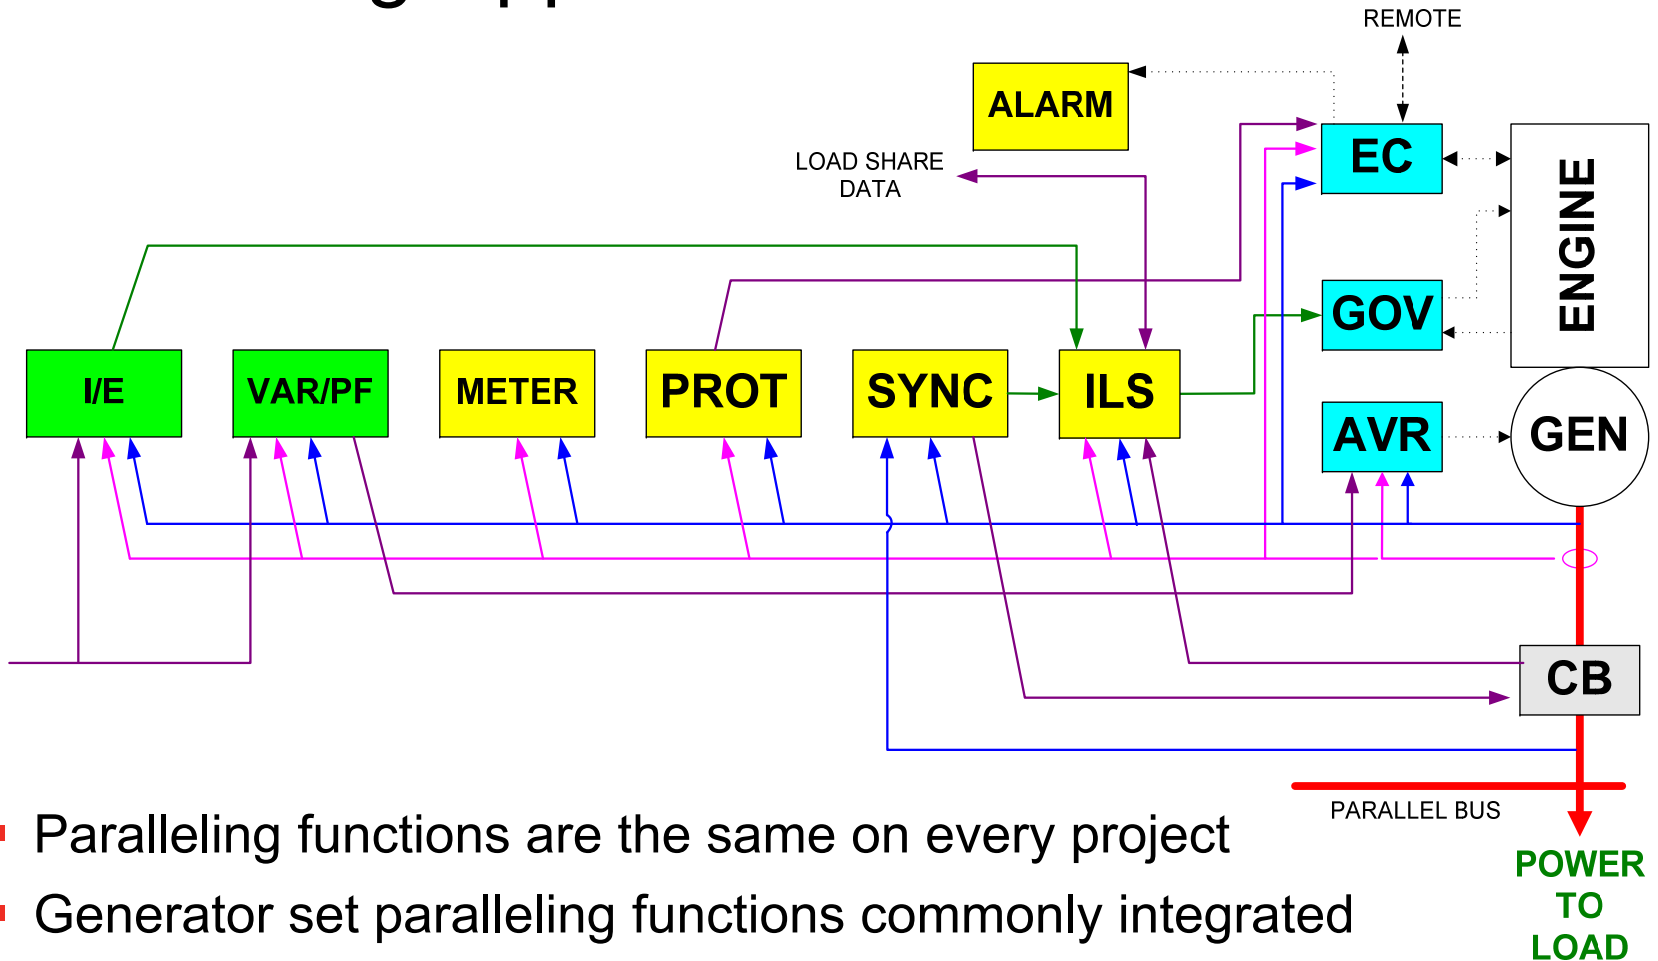 REMOTE
ALARM
EC
LOAD SHARE
DATA
ENGINE
GOV
I/E
VAR/PF
METER
PROT
SYNC
ILS
AVR
GEN
CB
PARALLEL BUS
Paralleling functions are the same on every project
POWER
TO
LOAD
Generator set paralleling functions commonly integrated